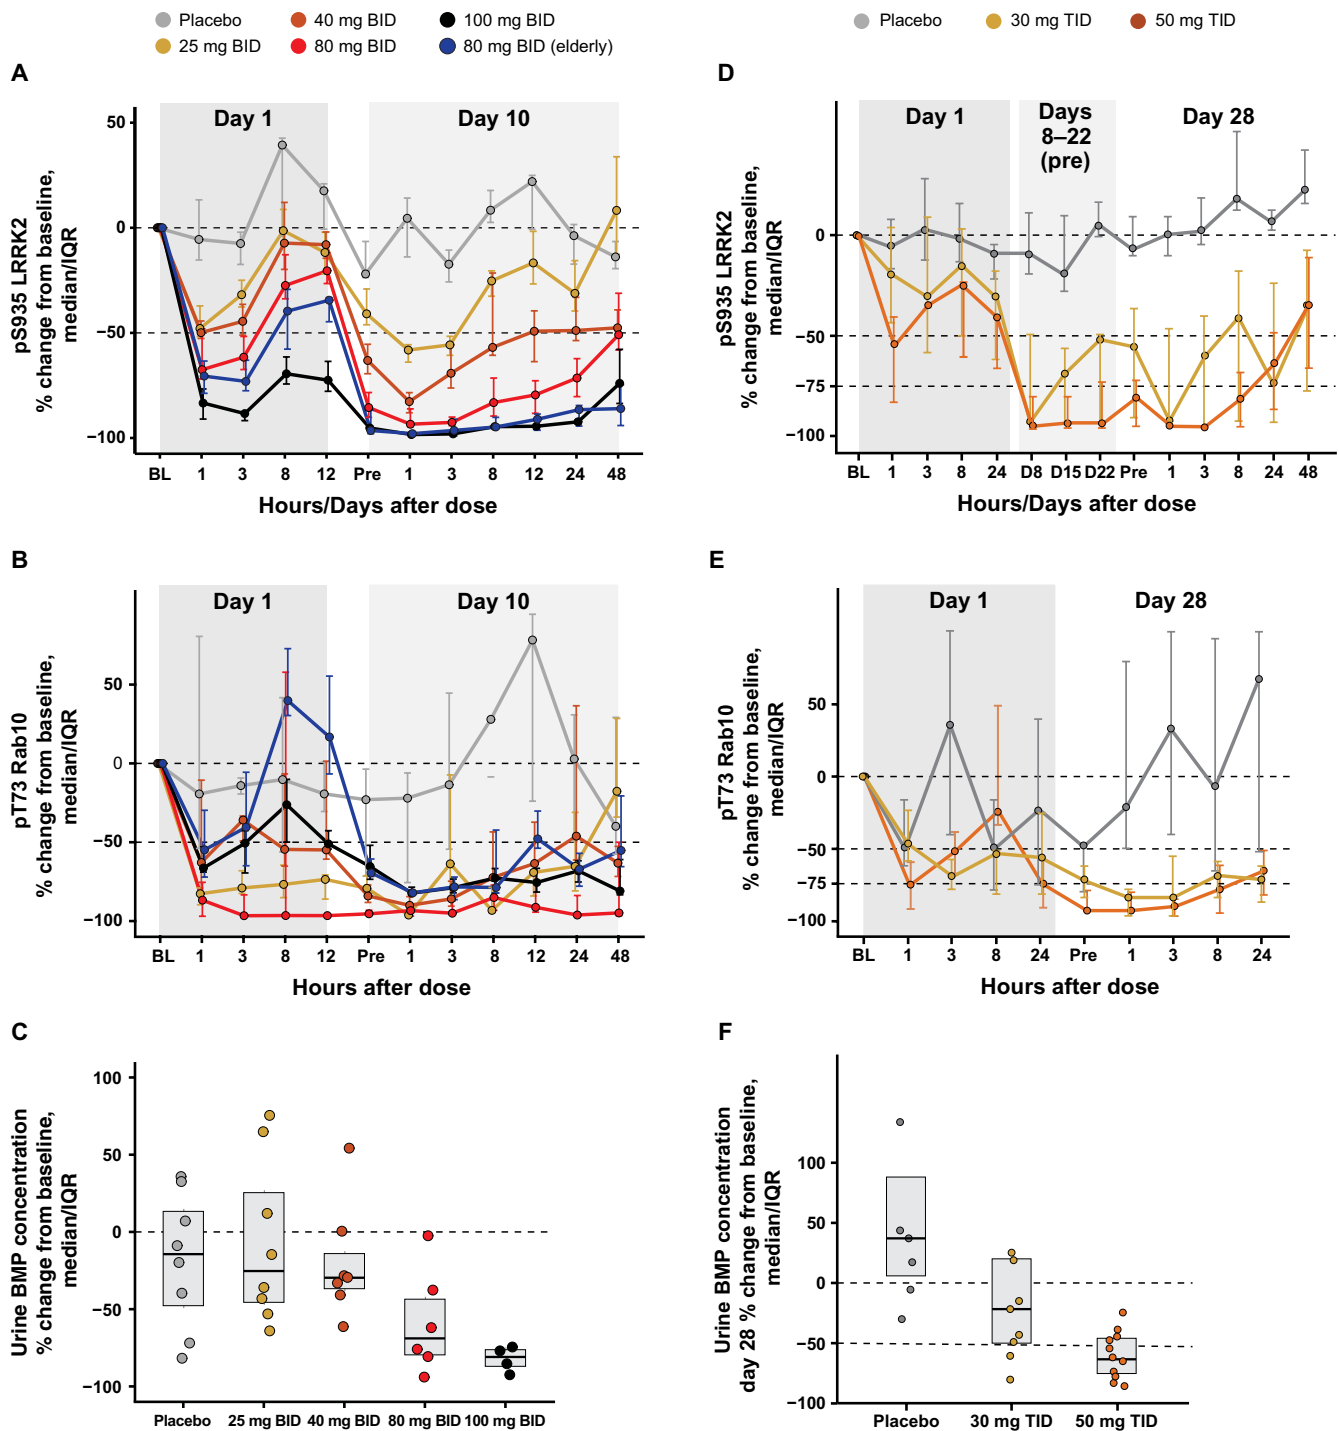 Placebo
40 mg BID
100 mg BID
25 mg BID
80 mg BID
80 mg BID (elderly)
Placebo
30 mg TID
50 mg TID
A
Day 1
Day 10
50
0
−50
−100
pS935 LRRK2
% change from baseline,
median/IQR
BL 1 3 8 12 Pre 1 3 8 12 24 48
Hours/Days after dose
D
Day 1
Days
8–22
(pre)
Day 28
0
−50
−75
−100
pS935 LRRK2
% change from baseline,
median/IQR
BL 1 3 8 24 D8 D15 D22 Pre 1 3 8 24 48
Hours/Days after dose
B
Day 1
Day 10
50
0
−50
−100
pT73 Rab10
% change from baseline,
median/IQR
BL 1 3 8 12 Pre 1 3 8 12 24 48
Hours after dose
E
Day 1
Day 28
50
0
−50
−75
−100
pT73 Rab10
% change from baseline,
median/IQR
BL 1 3 8 24 Pre 1 3 8 24
Hours after dose
C
100
50
0
−50
−100
Urine BMP concentration
% change from baseline,
median/IQR
Placebo 25 mg BID 40 mg BID 80 mg BID 100 mg BID
F
100
50
0
−50
−100
Urine BMP concentration
day 28 % change from baseline,
median/IQR
Placebo 30 mg TID 50 mg TID